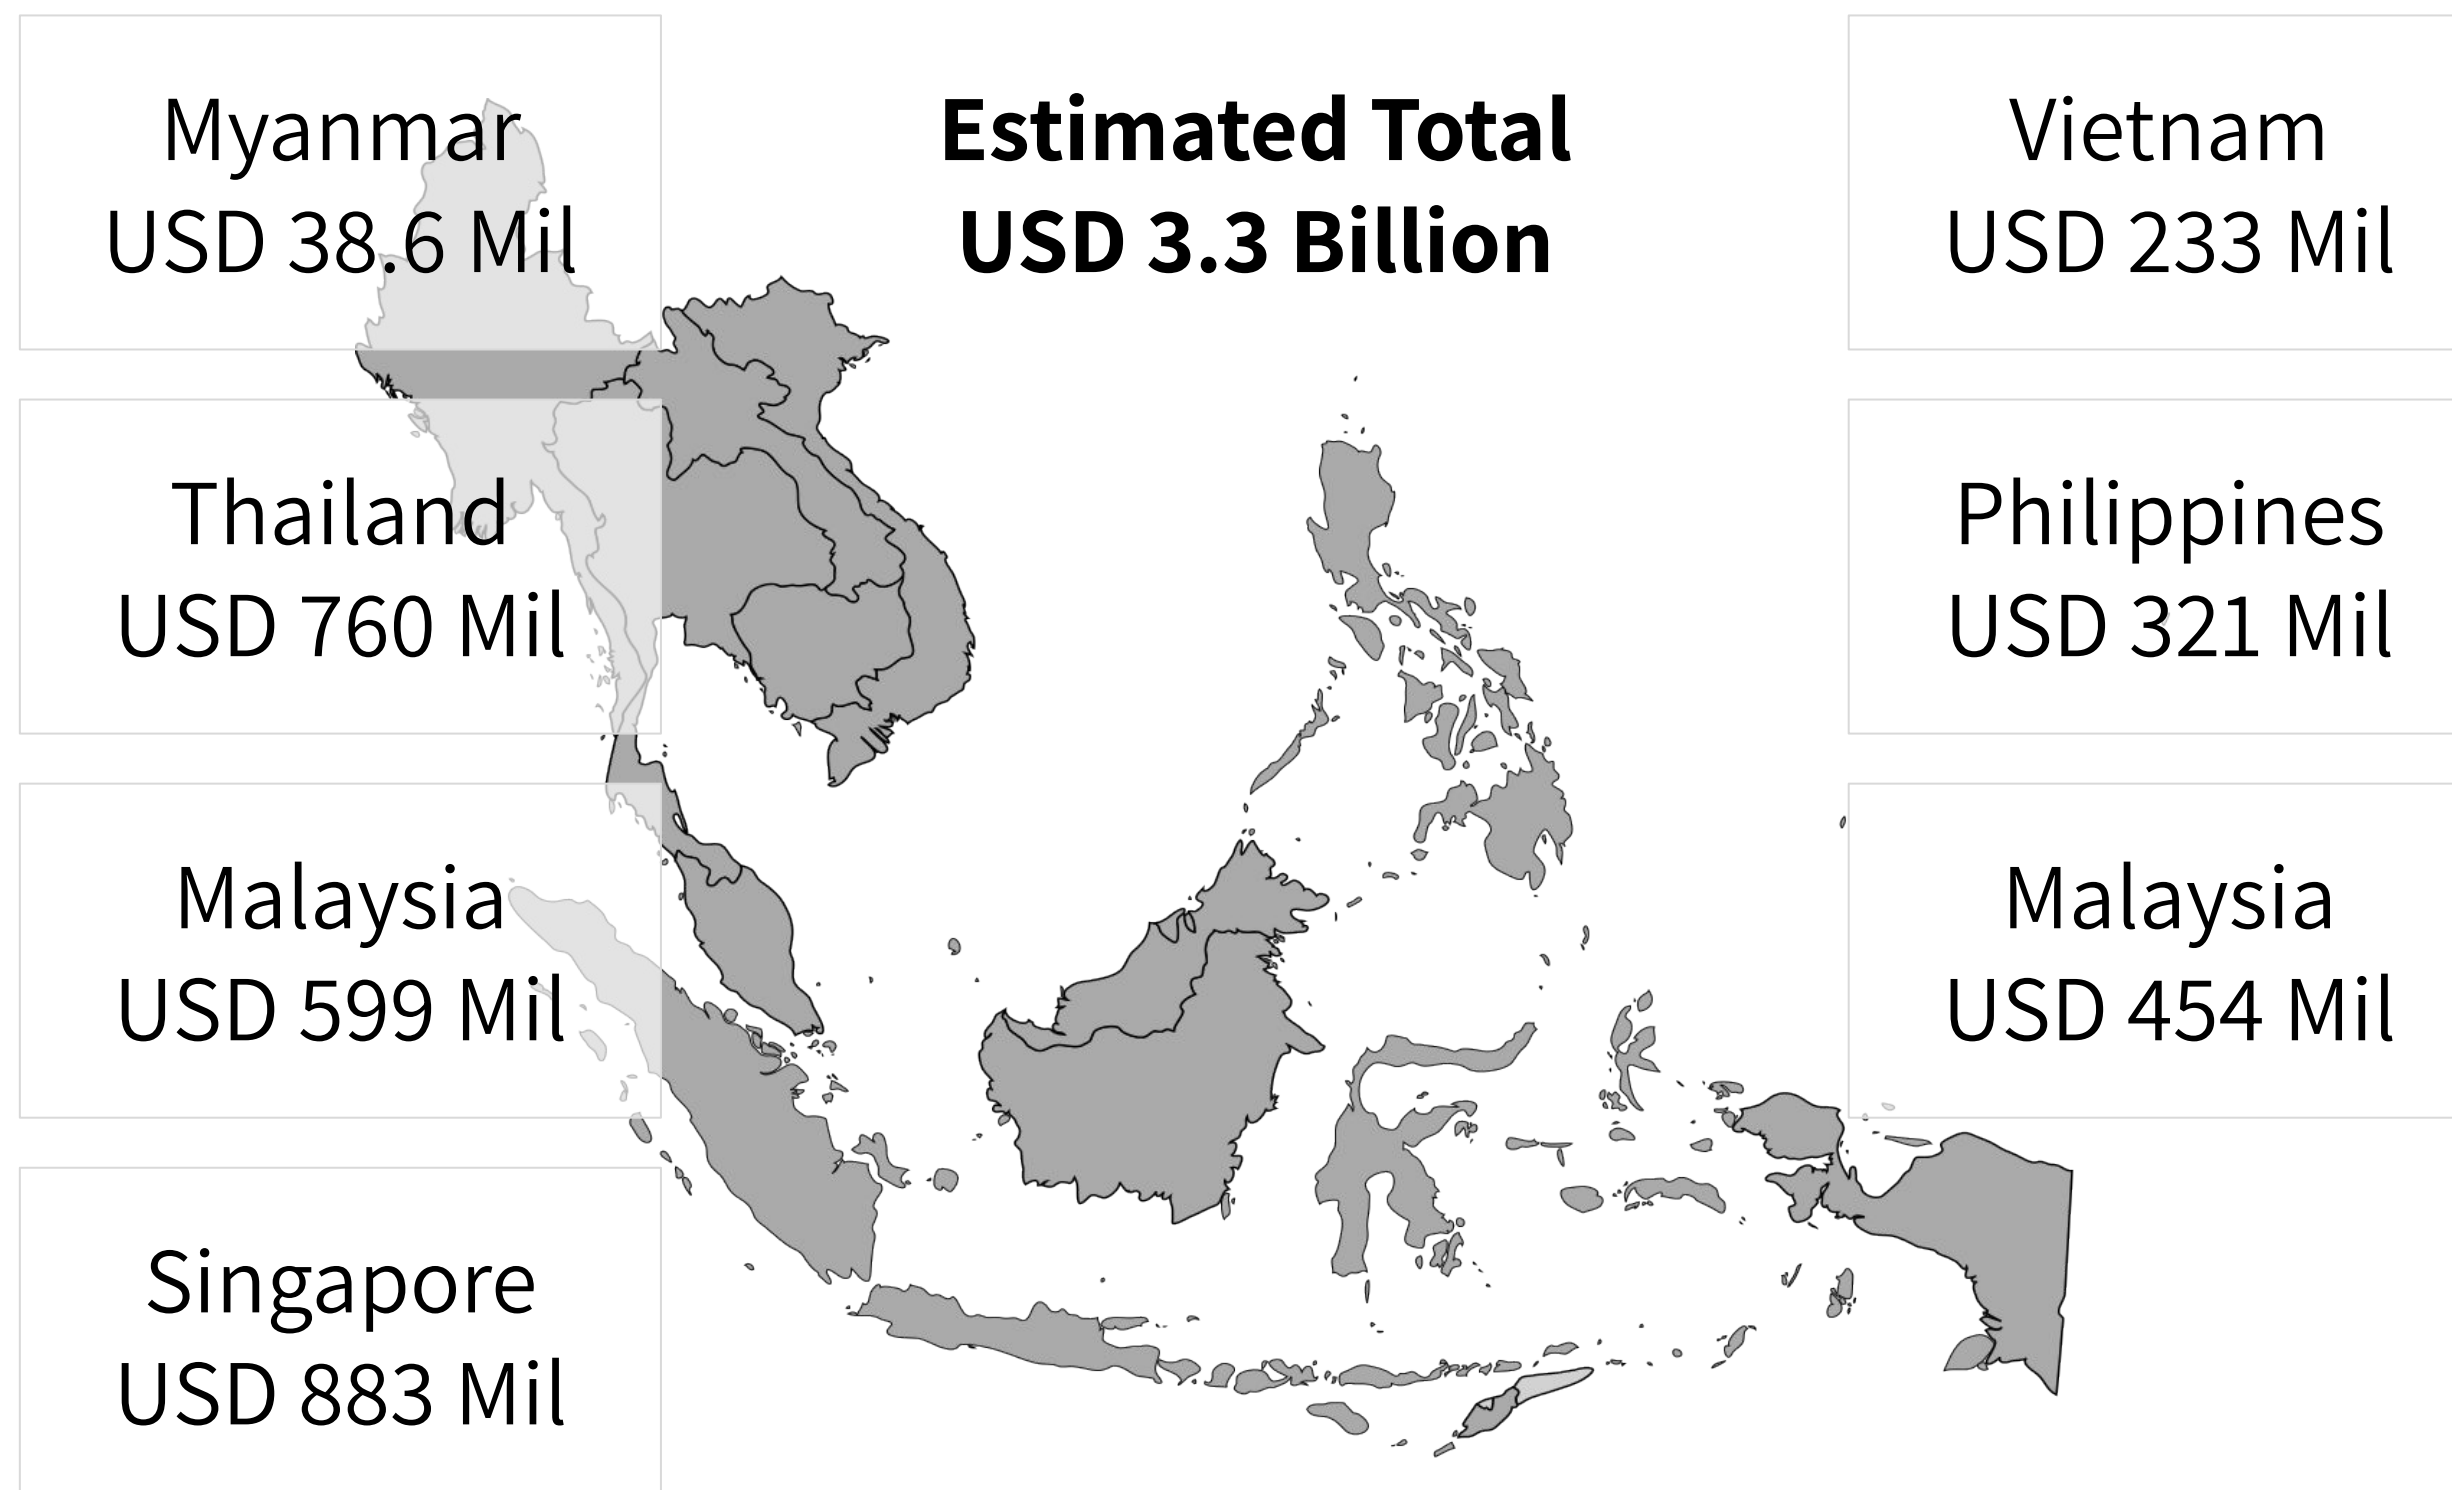 Myanmar
USD 38.6 Mil
Thailand
USD 760 Mil
Malaysia
USD 599 Mil
Singapore
USD 883 Mil
Estimated Total
USD 3.3 Billion
Vietnam
USD 233 Mil
Philippines
USD 321 Mil
Malaysia
USD 454 Mil